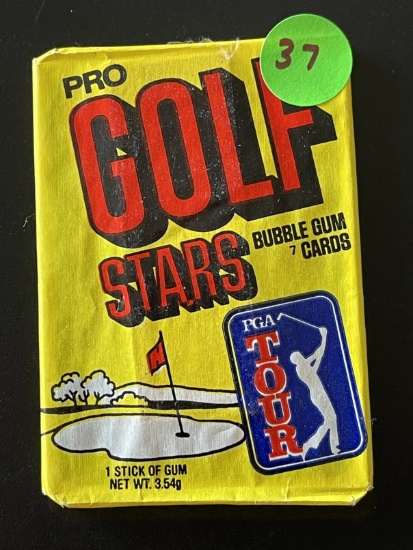 37
PRO
GOLF
STARS
BUBBLE GUM
7 CARDS
PGA
TOUR
1 STICK OF GUM
NET WT. 3.54g